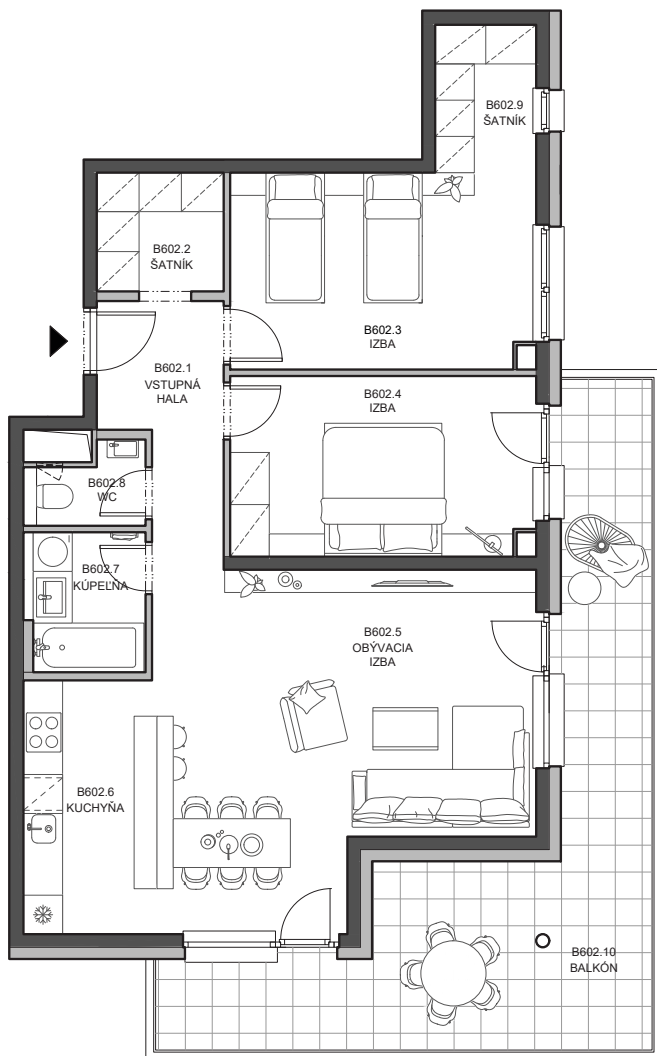 B602.9
ŠATNÍK
B602.2
ŠATNÍK
B602.3
IZBA
B602.1
VSTUPNÁ
HALA
B602.4
IZBA
B602.8
WC
B602.7
KÚPEĽŇA
B602.5
OBÝVACIA
IZBA
B602.6
KUCHYŇA
B602.10
BALKÓN